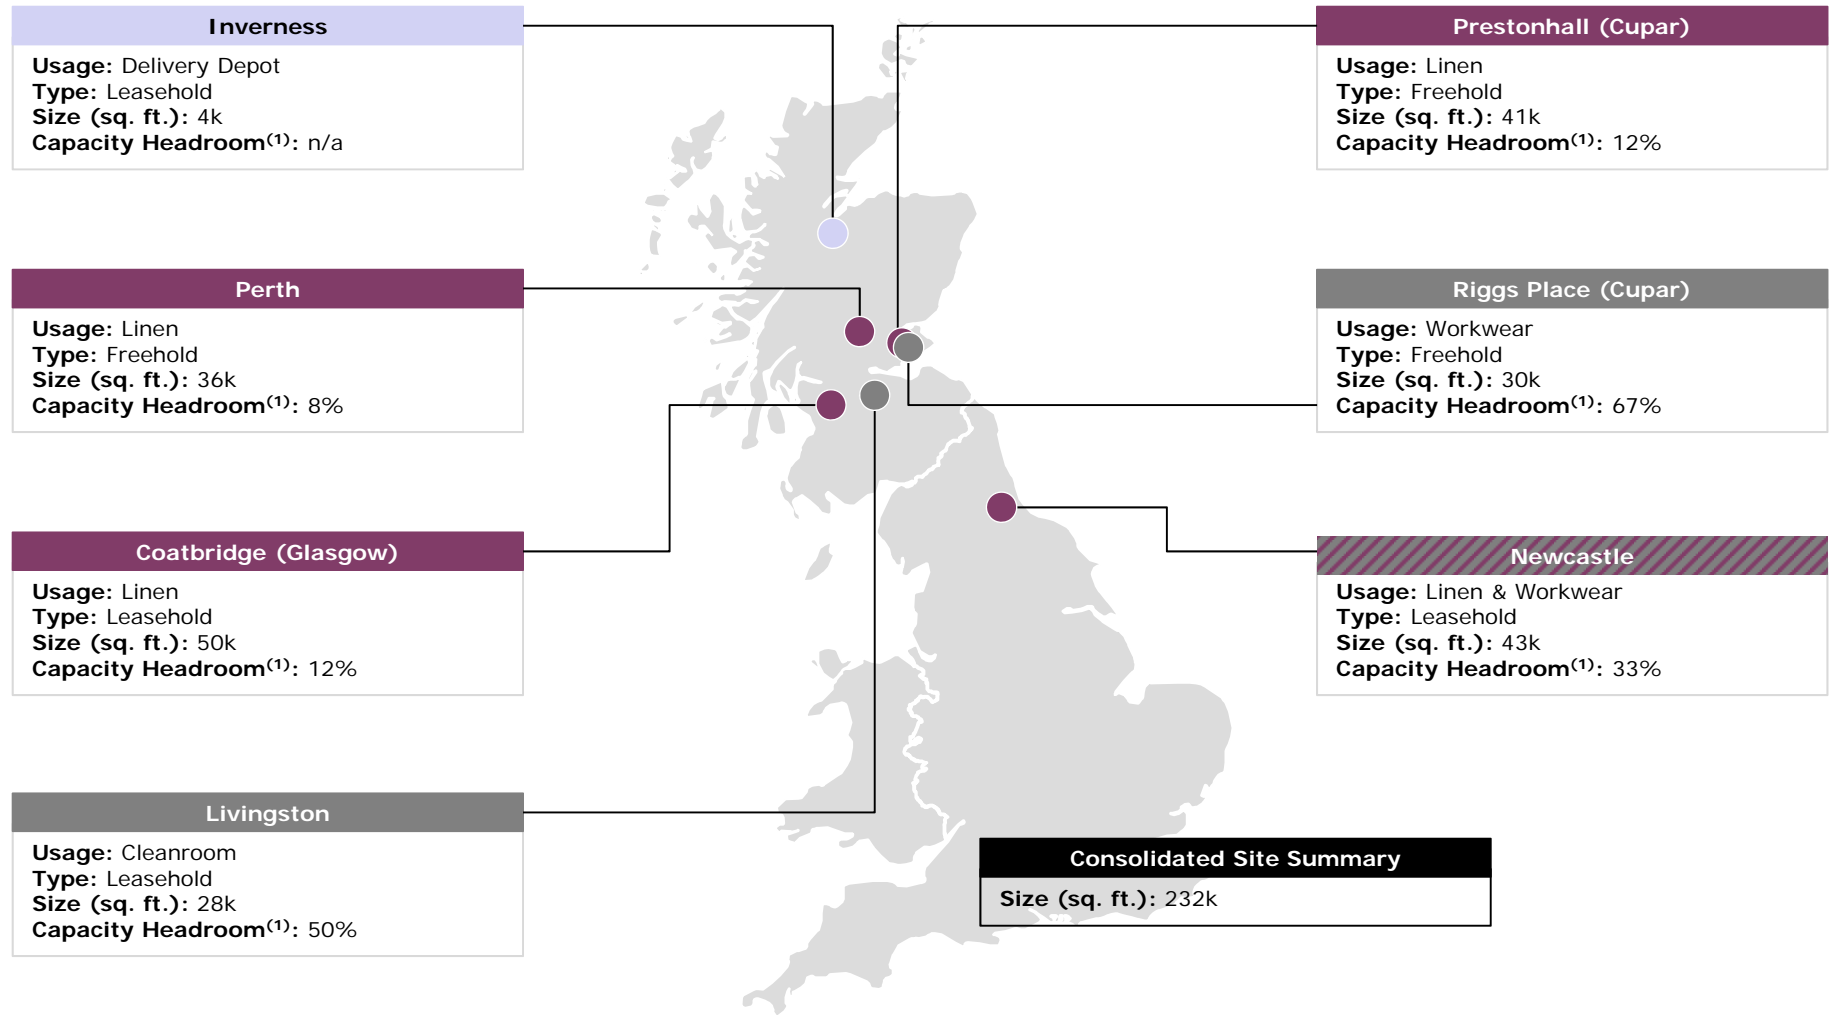 Inverness
Usage: Delivery Depot
Type: Leasehold
Size (sq. ft.): 4k
Capacity Headroom(1): n/a
Prestonhall (Cupar)
Usage: Linen
Type: Freehold
Size (sq. ft.): 41k
Capacity Headroom(1): 12%
Perth
Usage: Linen
Type: Freehold
Size (sq. ft.): 36k
Capacity Headroom(1): 8%
Riggs Place (Cupar)
Usage: Workwear
Type: Freehold
Size (sq. ft.): 30k
Capacity Headroom(1): 67%
Coatbridge (Glasgow)
Usage: Linen
Type: Leasehold
Size (sq. ft.): 50k
Capacity Headroom(1): 12%
Newcastle
Usage: Linen & Workwear
Type: Leasehold
Size (sq. ft.): 43k
Capacity Headroom(1): 33%
Livingston
Usage: Cleanroom
Type: Leasehold
Size (sq. ft.): 28k
Capacity Headroom(1): 50%
Consolidated Site Summary
Size (sq. ft.): 232k